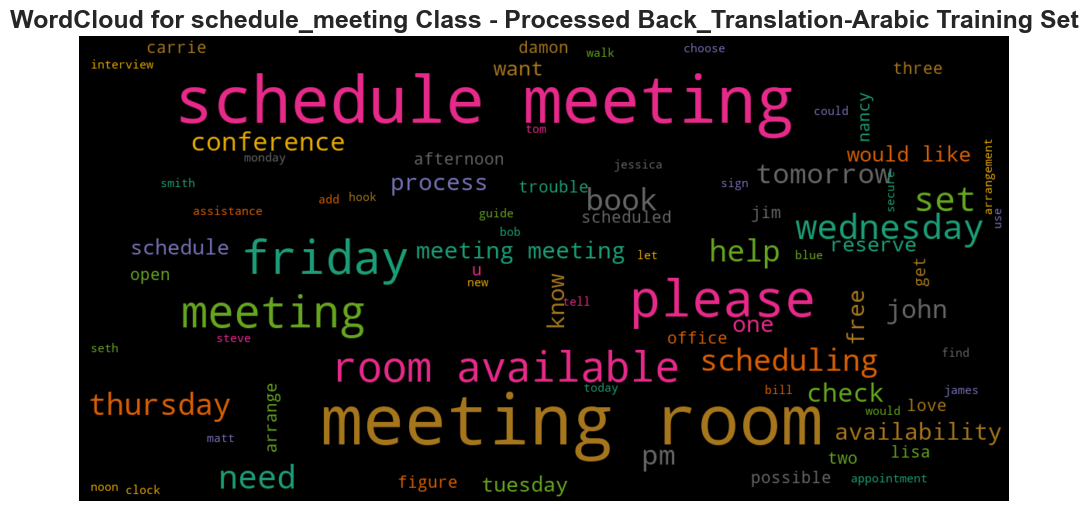 WordCloud for schedule_meeting Class - Processed Back_Translation-Arabic Training Set
carrie damon walk choose
interview want three
schedule meeting
could nancy
tom
conference
monday afternoon jessica would like arrangement
smith process trouble book sign tomorrow secure set
assistance add hook guide scheduled jim use
bob wednesday
schedule friday meeting meeting let help blue reserve
open u new know tell get
meeting please one free john
steve office
seth room available scheduling find
today bill check james
thursday arrange meeting room would love
matt availability
need pm two lisa
noon clock figure tuesday possible appointment